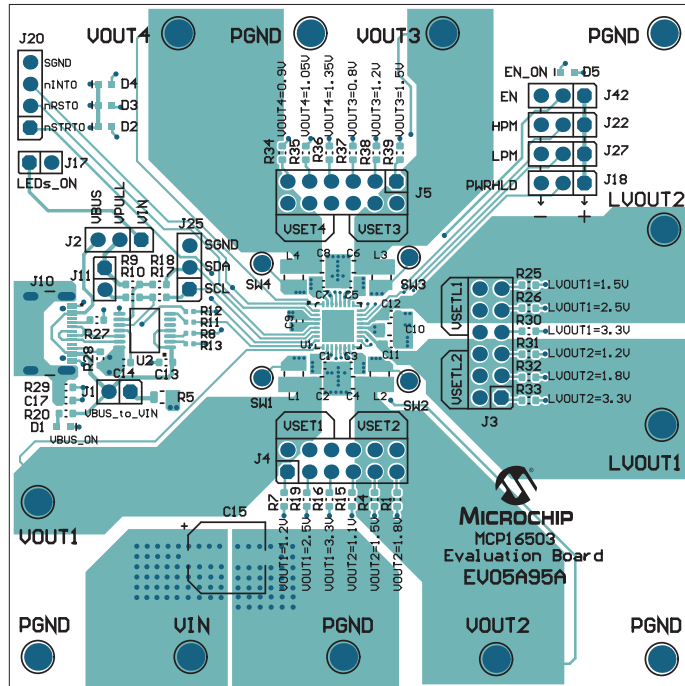 J20
VOUT4
PGND
VOUT3
PGND
SGND
nINTO
nRSTO
nSTRTO
D4
D3
D2
EN_ON
D5
EN
J42
HPM
J22
LPM
J27
PWRHLD
J18
-
+
VOUT4=0.9V
VOUT4=1.05V
VOUT4=1.35V
VOUT3=0.8V
VOUT3=1.2V
VOUT3=1.5V
R34
R35
R36
R37
R38
R39
J17
LEDs_ON
J5
VSET4
VSET3
LVOUT2
VBUS
VPULL
VIN
J2
J25
SGND
SDA
SCL
R9
R18
J11
R10
R17
J10
L4
C8
C6
L3
SW4
SW3
C7
C5
C12
C9
C10
U1
C11
R12
R11
R8
R13
R27
R28
U2
C14
C13
C1
C3
L1
C2
C4
L2
SW1
SW2
R29
C17
R20
D1
J1
R5
VBUS_to_VIN
VBUS_ON
VSETL1
VSETL2
R25
LVOUT1=1.5V
R26
LVOUT1=2.5V
R30
LVOUT1=3.3V
R31
LVOUT2=1.2V
R32
LVOUT2=1.8V
R33
LVOUT2=3.3V
J3
VSET1
VSET2
J4
LVOUT1
R7
R19
R16
R15
R4
R1
VOUT1=1.2V
VOUT1=2.5V
VOUT1=3.3V
VOUT2=1.1V
VOUT2=1.5V
VOUT2=1.8V
VOUT1
C15
+
MICROCHIP
MCP16503
Evaluation Board
EV05A95A
PGND
VIN
PGND
VOUT2
PGND